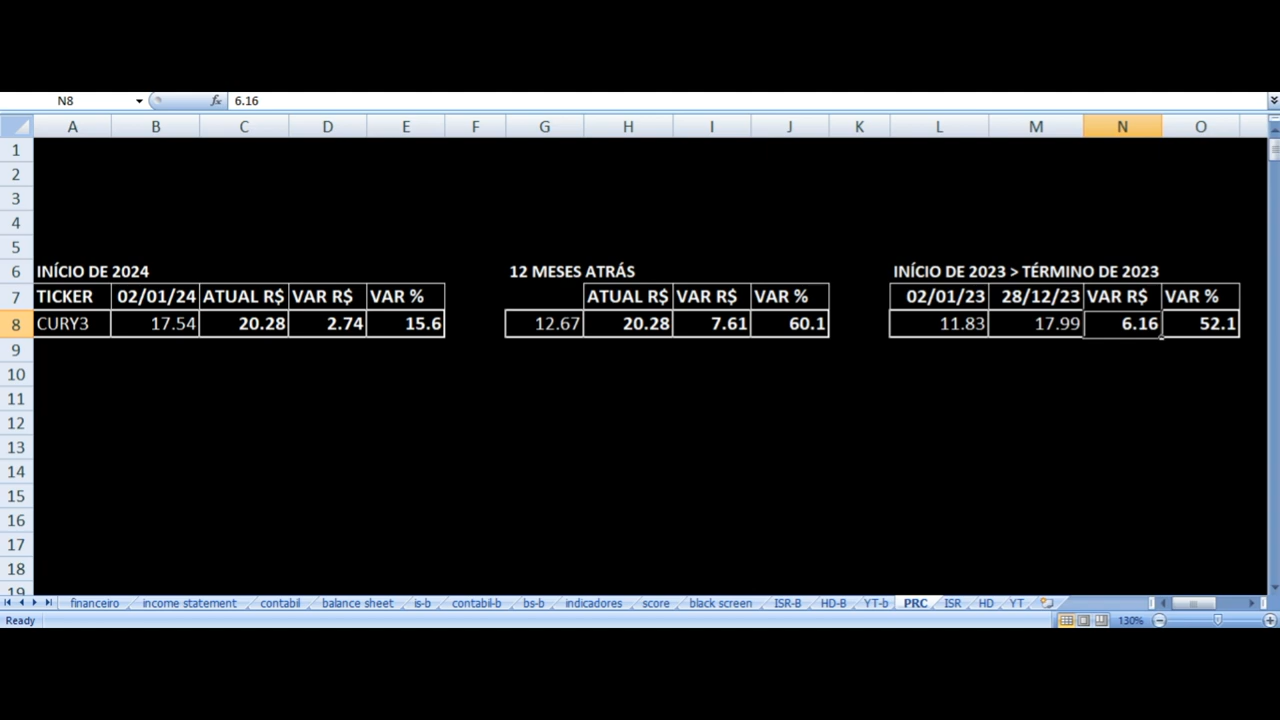 N8 fx 6.16
A B C D E F G H I J K L M N O
1
2
3
4
5
6 INÍCIO DE 2024 12 MESES ATRÁS INÍCIO DE 2023 > TÉRMINO DE 2023
7 TICKER 02/01/24 ATUAL R$ VAR R$ VAR % ATUAL R$ VAR R$ VAR % 02/01/23 28/12/23 VAR R$ VAR %
8 CURY3 17.54 20.28 2.74 15.6 12.67 20.28 7.61 60.1 11.83 17.99 6.16 52.1
9
10
11
12
13
14
15
16
17
18
19
financeiro income statement contabil balance sheet is-b contabil-b bs-b indicadores score black screen ISR-B HD-B YT-b PRC ISR HD YT
Ready 130%